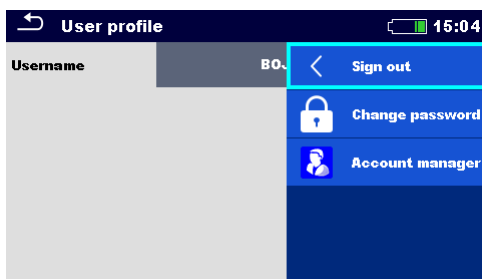 User profile
15:04
Username
Sign out
Change password
Account manager